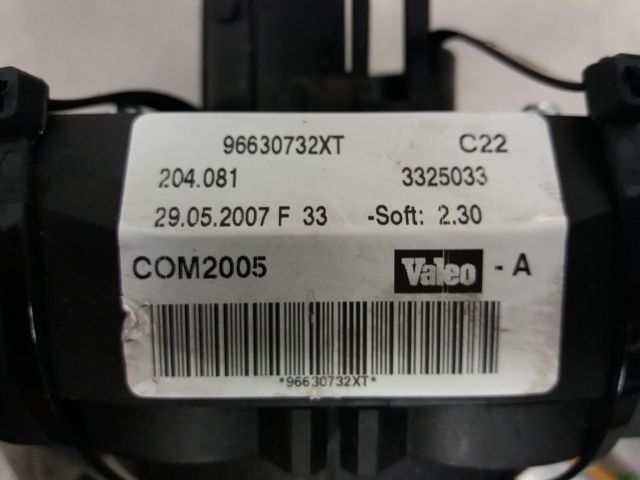 96630732XT C22
204.081 3325033
29.05.2007 F 33 -Soft: 2.30
COM2005 Valeo - A
*96630732XT*